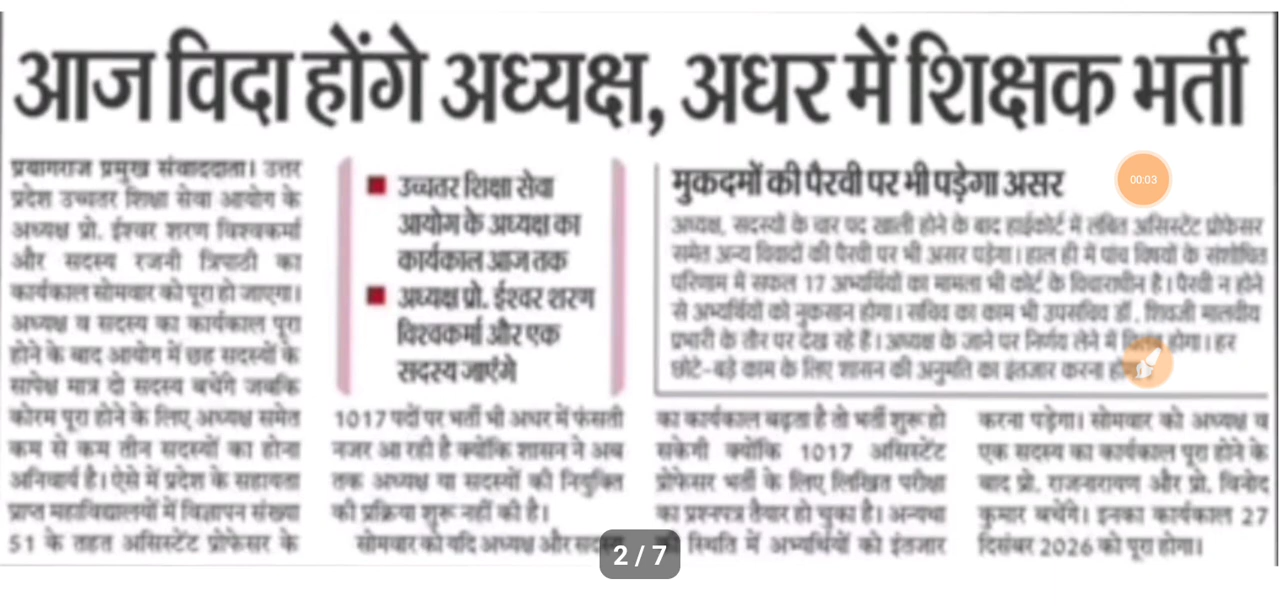 आज विदा होंगे अध्यक्ष, अधर में शिक्षक भर्ती
प्रयागराज प्रमुख संवाददाता। उत्तर
प्रदेश उच्चतर शिक्षा सेवा आयोग के
अध्यक्ष प्रो. ईश्वर शरण विश्वकर्मा
और सदस्य रजनी त्रिपाठी का
कार्यकाल सोमवार को पूरा हो जाएगा।
अध्यक्ष व सदस्य का कार्यकाल पूरा
होने के बाद आयोग में छह सदस्यों के
सापेक्ष मात्र दो सदस्य बचेंगे जबकि
कोरम पूरा होने के लिए अध्यक्ष समेत
कम से कम तीन सदस्यों का होना
अनिवार्य है। ऐसे में प्रदेश के सहायता
प्राप्त महाविद्यालयों में विज्ञापन संख्या
51 के तहत असिस्टेंट प्रोफेसर के
■ उच्चतर शिक्षा सेवा
आयोग के अध्यक्ष का
कार्यकाल आज तक
■ अध्यक्ष प्रो. ईश्वर शरण
विश्वकर्मा और एक
सदस्य जाएंगे
1017 पदों पर भर्ती भी अधर में फंसती
नजर आ रही है क्योंकि शासन ने अब
तक अध्यक्ष या सदस्यों की नियुक्ति
की प्रक्रिया शुरू नहीं की है।
सोमवार को यदि अध्यक्ष और
मुकदमों की पैरवी पर भी पड़ेगा असर
अध्यक्ष, सदस्यों के चार पद खाली होने के बाद हाईकोर्ट में लंबित असिस्टेंट प्रोफेसर
समेत अन्य विवादों की पैरवी पर भी असर पड़ेगा। हाल ही में पांच विषयों के संशोधित
परिणाम में सफल 17 अभ्यर्थियों का मामला भी कोर्ट के विचाराधीन है। पैरवी न होने
से अभ्यर्थियों को नुकसान होगा। सचिव का काम भी उपसचिव डॉ. शिवजी मालवीय
प्रभारी के तौर पर देख रहे हैं। अध्यक्ष के जाने पर निर्णय लेने में होगा। हर
छोटे-बड़े काम के लिए शासन की अनुमति का इंतजार करना
का कार्यकाल बढ़ता है तो भर्ती शुरू हो
सकेगी क्योंकि 1017 असिस्टेंट
प्रोफेसर भर्ती के लिए लिखित परीक्षा
का प्रश्नपत्र तैयार हो चुका है। अन्यथा
स्थिति में अभ्यर्थियों को इंतजार
करना पड़ेगा। सोमवार को अध्यक्ष व
एक सदस्य का कार्यकाल पूरा होने के
बाद प्रो. राजनारायण और प्रो. विनोद
कुमार बचेंगे। इनका कार्यकाल 27
दिसंबर 2026 को पूरा होगा।
00:03
2 / 7